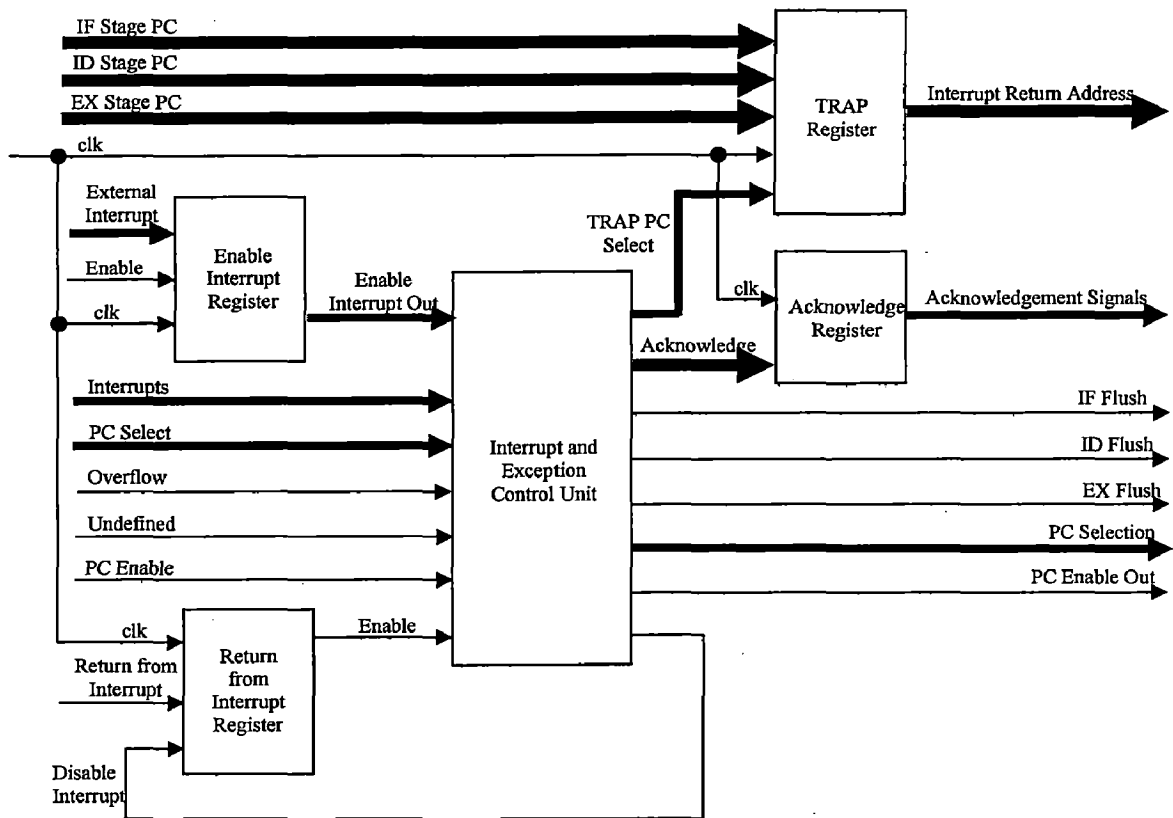 IF Stage PC
ID Stage PC
EX Stage PC
clk
TRAP
Register
Interrupt Return Address
External
Interrupt
Enable
clk
Enable
Interrupt
Register
Enable
Interrupt Out
TRAP PC
Select
clk
Acknowledge
Register
Acknowledgement Signals
Acknowledge
Interrupts
PC Select
Overflow
Undefined
PC Enable
Interrupt and
Exception
Control Unit
IF Flush
ID Flush
EX Flush
PC Selection
PC Enable Out
clk
Return from
Interrupt
Return
from
Interrupt
Register
Enable
Disable
Interrupt